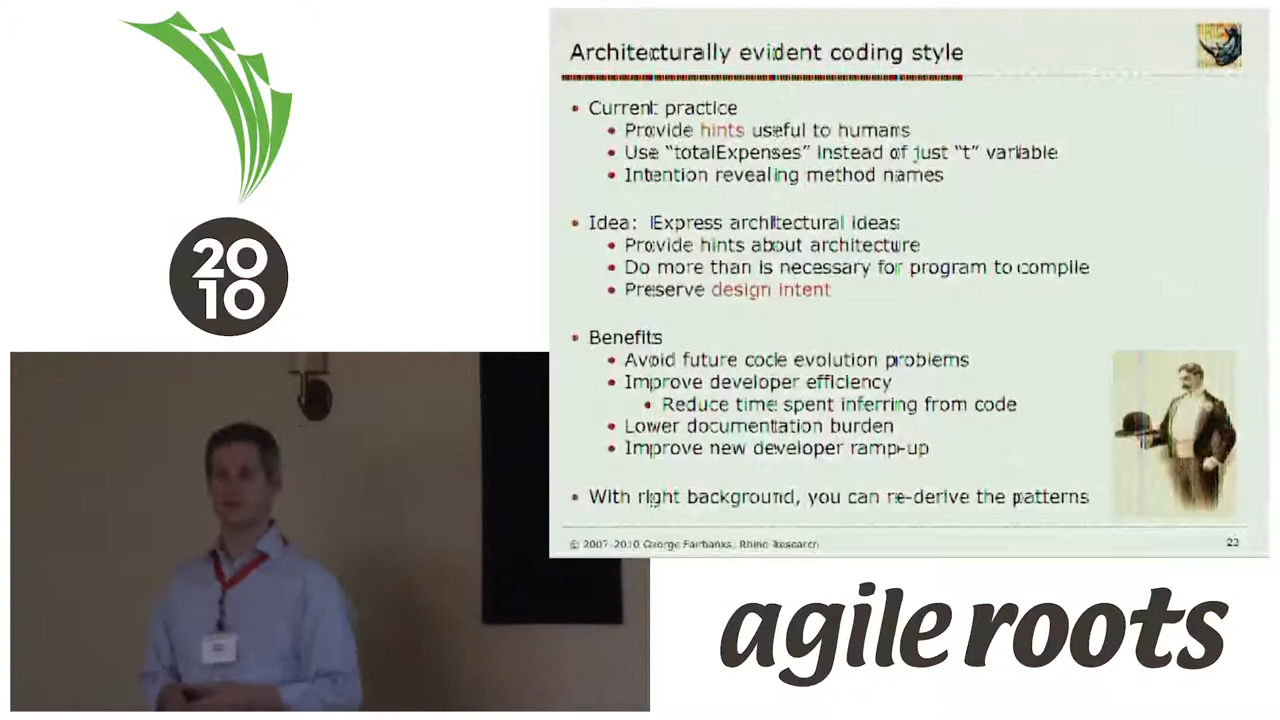 20
10
Architecturally evident coding style
• Current practice
• Provide hints useful to humans
• Use “totalExpenses” instead of just “t” variable
• Intention revealing method names
• Idea: Express architectural ideas
• Provide hints about architecture
• Do more than is necessary for program to compile
• Preserve design intent
• Benefits
• Avoid future code evolution problems
• Improve developer efficiency
• Reduce time spent inferring from code
• Lower documentation burden
• Improve new developer ramp-up
• With right background, you can re-derive the patterns
© 2007-2010 George Fairbanks, Rhino Research
23
agile roots